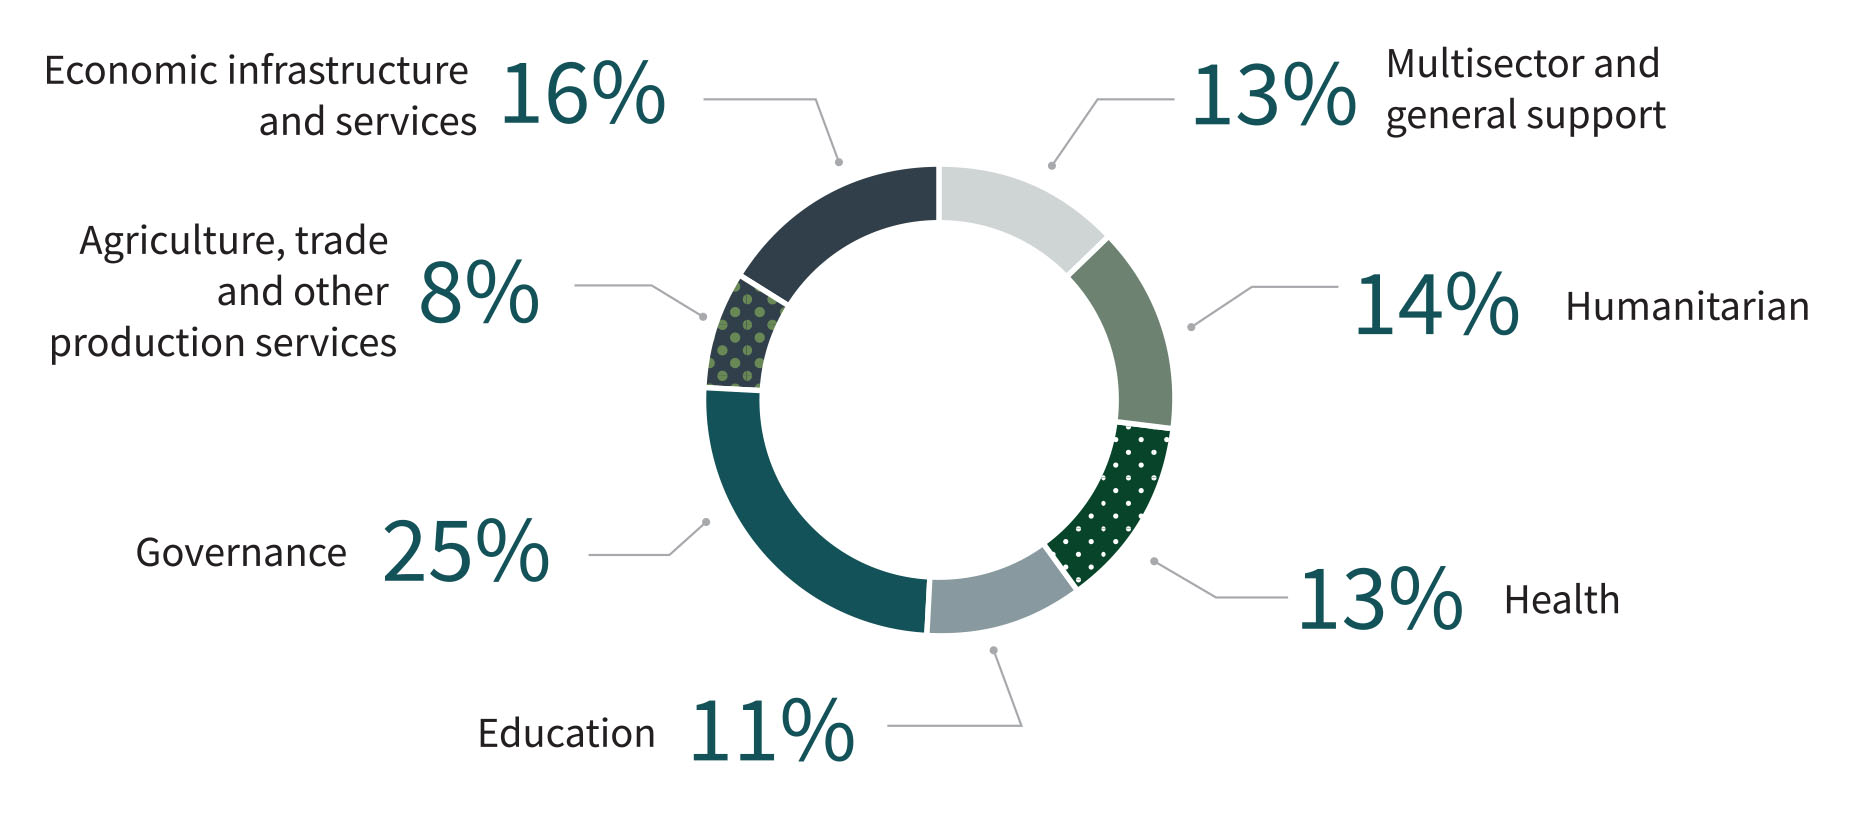 Economic infrastructure
and services
16%
13%
Multisector and
general support
Agriculture, trade
and other
production services
8%
14%
Humanitarian
Governance
25%
13%
Health
Education
11%